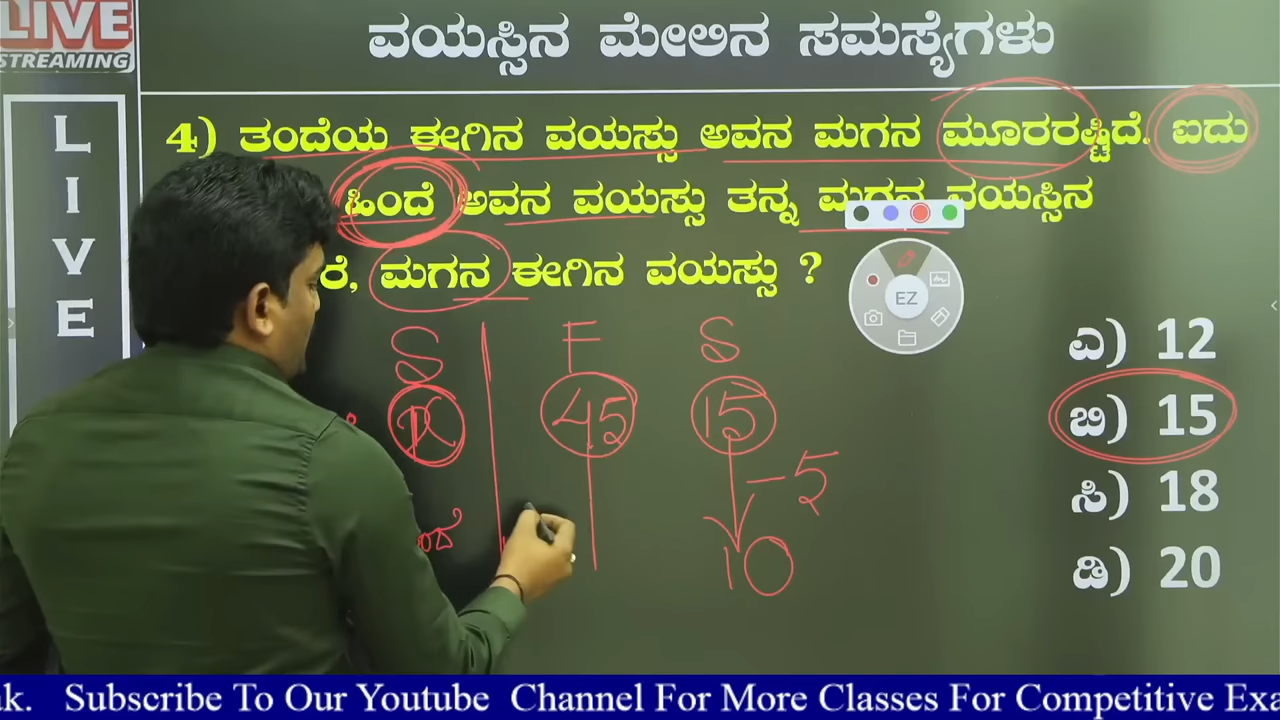 LIVE
STREAMING
ವಯಸ್ಸಿನ ಮೇಲಿನ ಸಮಸ್ಯೆಗಳು
L
I
V
E
4) ತಂದೆಯ ಈಗಿನ ವಯಸ್ಸು ಅವನ ಮಗನ ಮೂರರಷ್ಟಿದೆ. ಐದು
ಹಿಂದೆ ಅವನ ವಯಸ್ಸು ತನ್ನ ಮಗನ ವಯಸ್ಸಿನ
ರೆ, ಮಗನ ಈಗಿನ ವಯಸ್ಸು ?
EZ
S F S
45 15
-5
10
ಎ) 12
ಬಿ) 15
ಸಿ) 18
ಡಿ) 20
k. Subscribe To Our Youtube Channel For More Classes For Competitive Exa